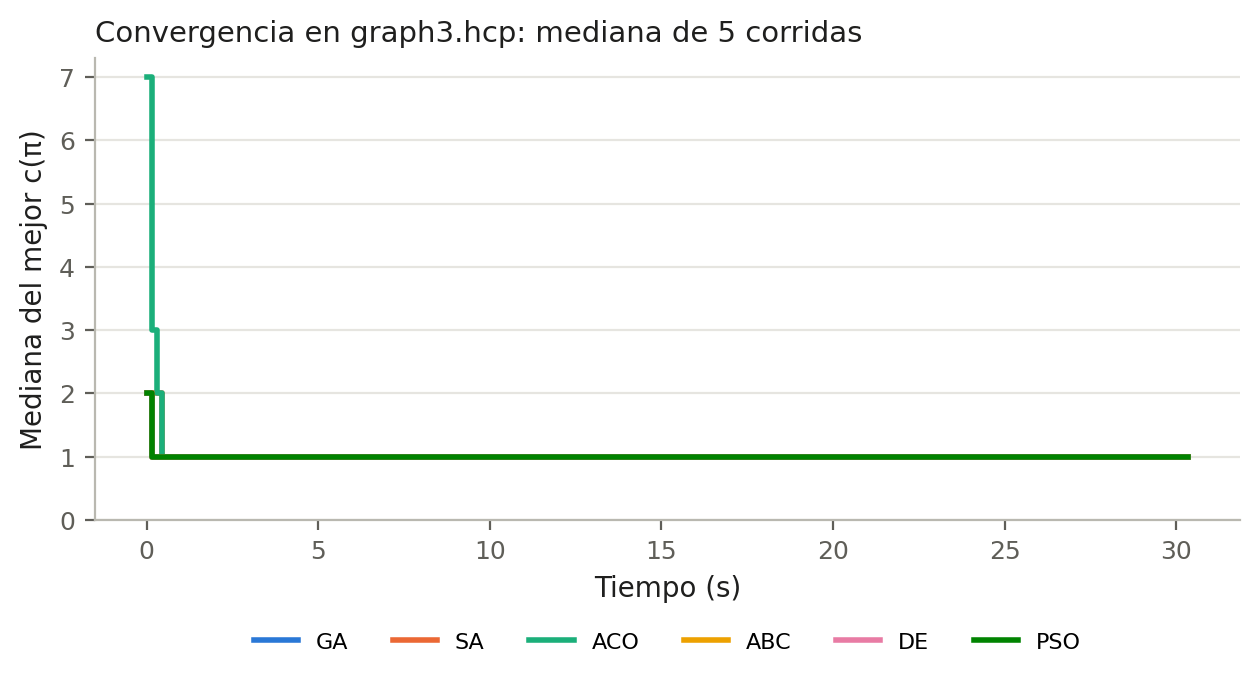 Convergencia en graph3.hcp: mediana de 5 corridas
Mediana del mejor c(π)
7
6
5
4
3
2
1
0
0 5 10 15 20 25 30
Tiempo (s)
GA SA ACO ABC DE PSO